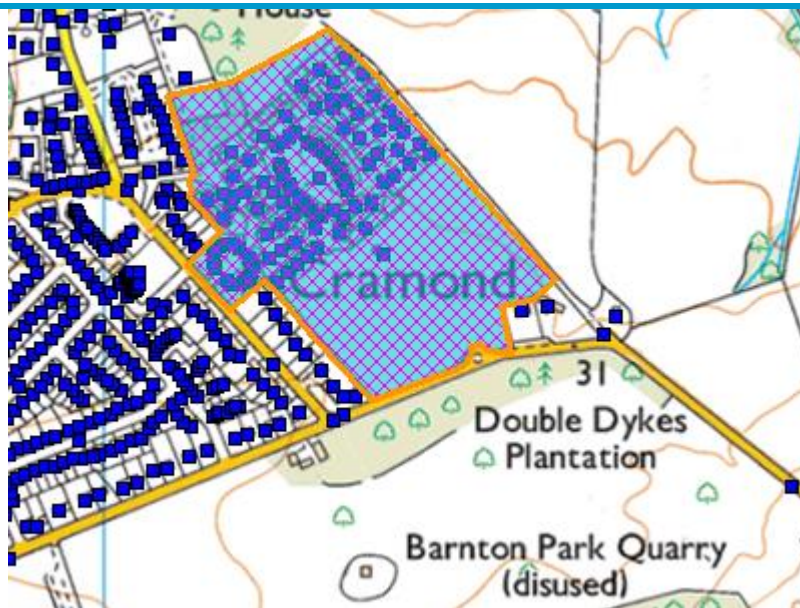 House
Cramond
31
Double Dykes
Plantation
Barnton Park Quarry
(disused)